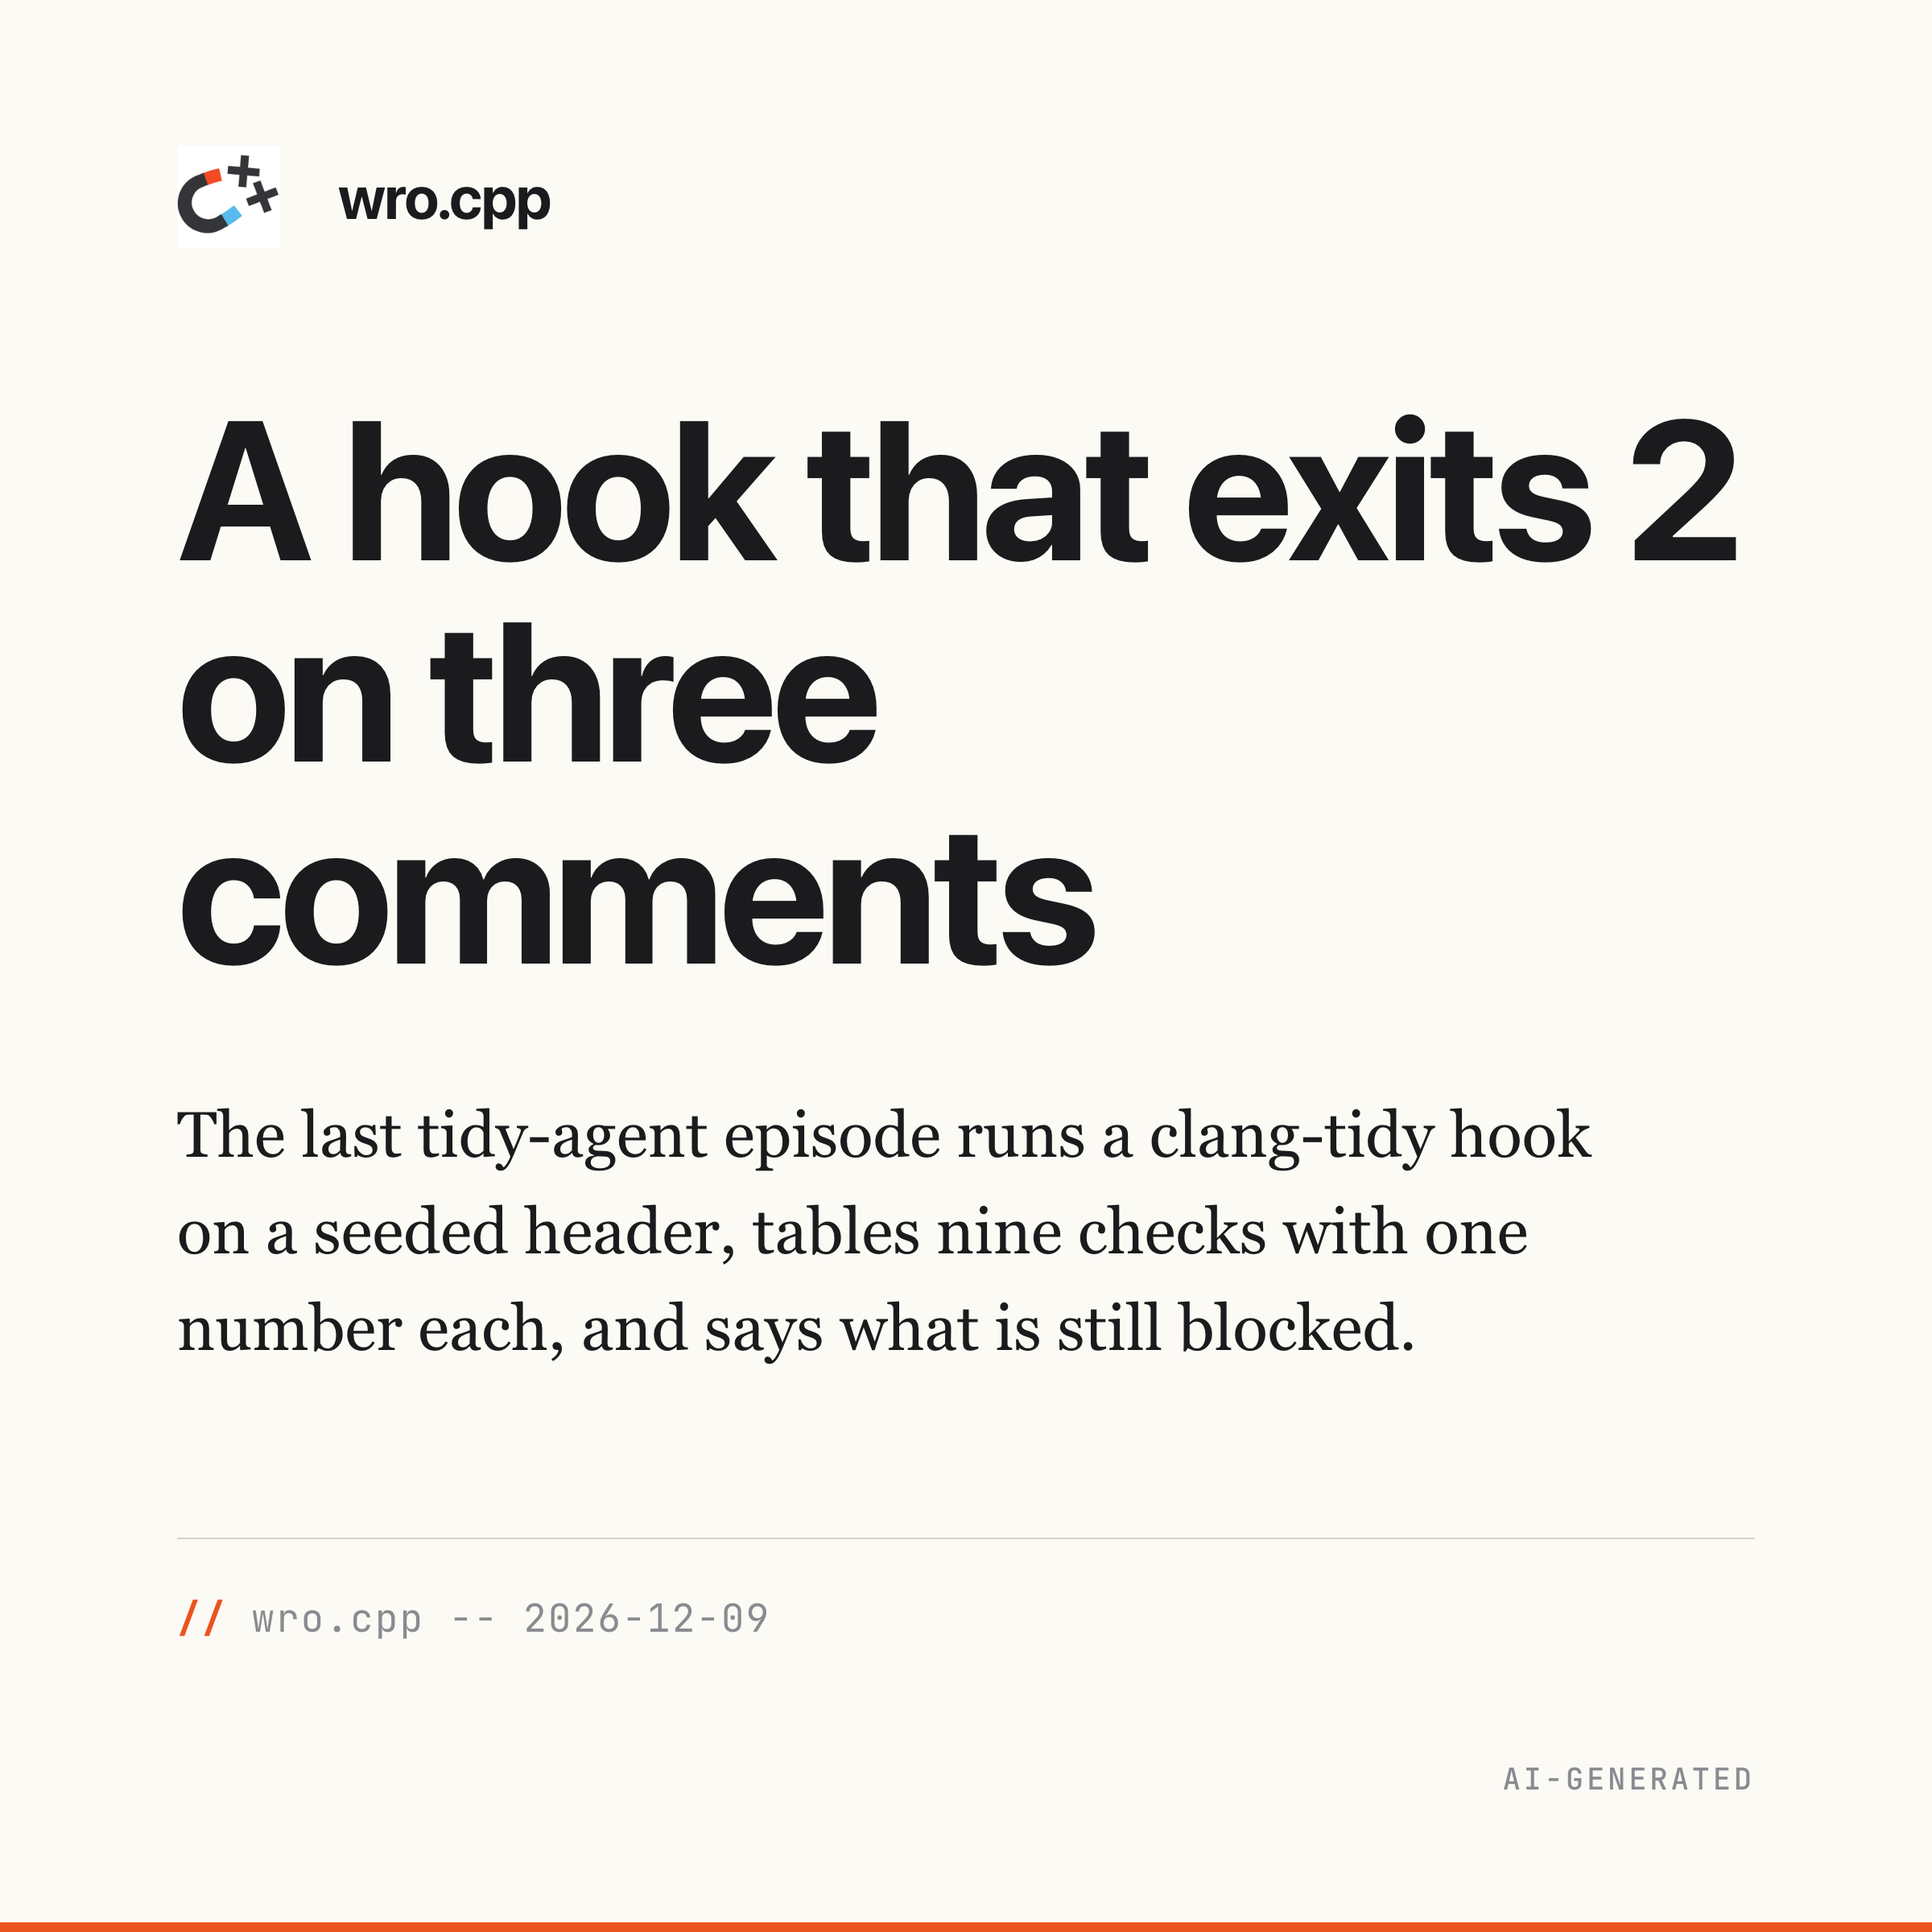 wro.cpp
A hook that exits 2
on three
comments
The last tidy-agent episode runs a clang-tidy hook
on a seeded header, tables nine checks with one
number each, and says what is still blocked.
// wro.cpp -- 2026-12-09
AI-GENERATED